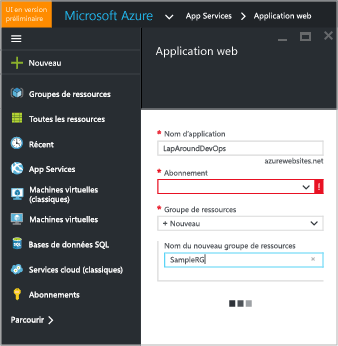 UI en version
préliminaire
Microsoft Azure
App Services
Application web
Nouveau
Groupes de ressources
Toutes les ressources
Récent
App Services
Machines virtuelles
(classiques)
Machines virtuelles
Bases de données SQL
Services cloud (classiques)
Abonnements
Parcourir
Application web
* Nom d'application
LapAroundDevOps
azurewebsites.net
* Abonnement
!
* Groupe de ressources
+ Nouveau
Nom du nouveau groupe de ressources
SampleRG